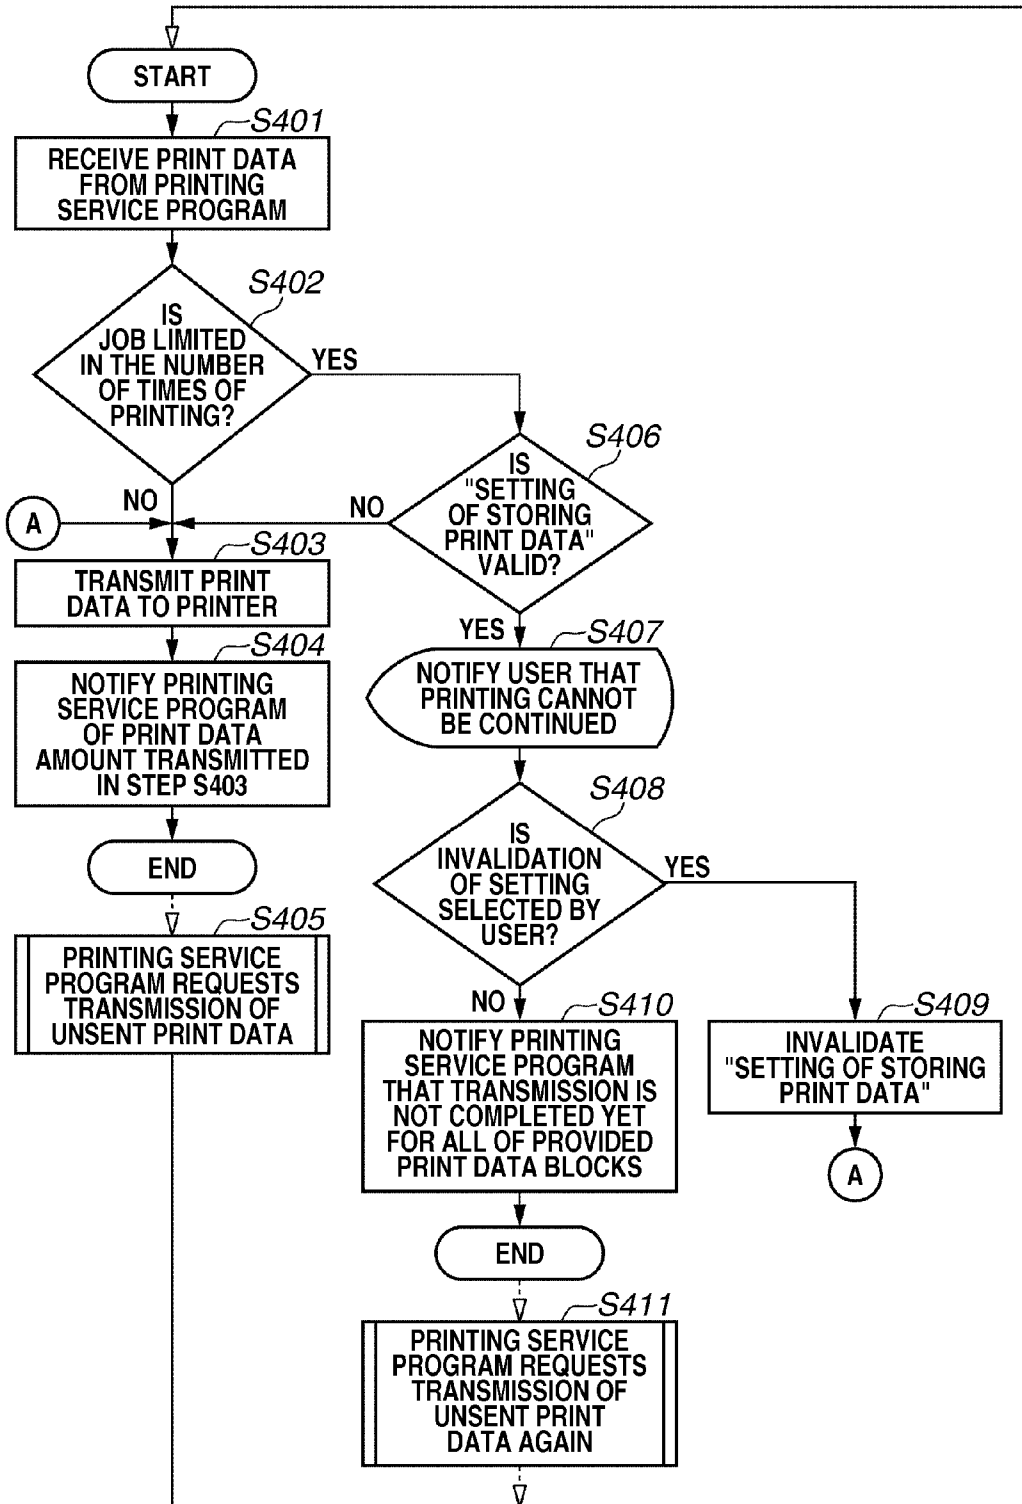 START
S401
RECEIVE PRINT DATA
FROM PRINTING
SERVICE PROGRAM
S402
IS
JOB LIMITED
IN THE NUMBER
OF TIMES OF
PRINTING?
YES
NO
A
S403
TRANSMIT PRINT
DATA TO PRINTER
S404
NOTIFY PRINTING
SERVICE PROGRAM
OF PRINT DATA
AMOUNT TRANSMITTED
IN STEP S403
END
S405
PRINTING SERVICE
PROGRAM REQUESTS
TRANSMISSION OF
UNSENT PRINT DATA
S406
IS
"SETTING
OF STORING
PRINT DATA"
VALID?
NO
YES
S407
NOTIFY USER THAT
PRINTING CANNOT
BE CONTINUED
S408
IS
INVALIDATION
OF SETTING
SELECTED BY
USER?
YES
NO
S410
NOTIFY PRINTING
SERVICE PROGRAM
THAT TRANSMISSION IS
NOT COMPLETED YET
FOR ALL OF PROVIDED
PRINT DATA BLOCKS
END
S411
PRINTING SERVICE
PROGRAM REQUESTS
TRANSMISSION OF
UNSENT PRINT
DATA AGAIN
S409
INVALIDATE
"SETTING OF STORING
PRINT DATA"
A